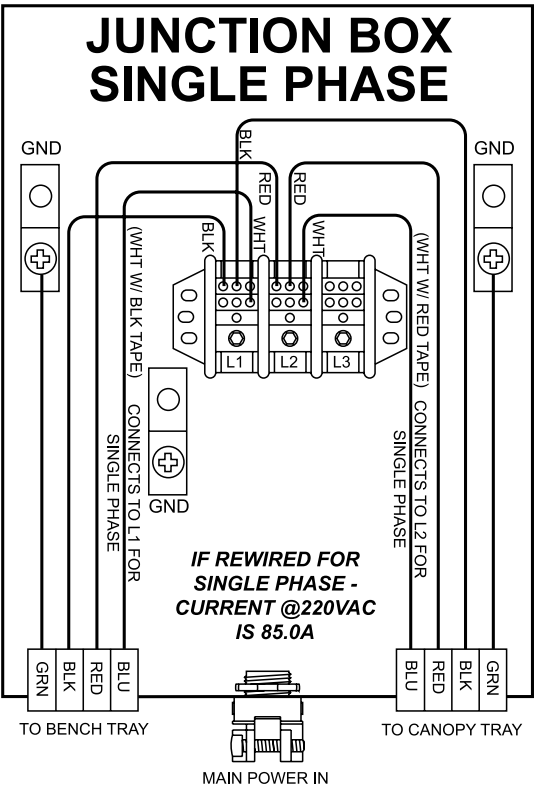 JUNCTION BOX
SINGLE PHASE
GND
GND
BLK
RED
RED
BLK
WHT
WHT
(WHT W/ BLK TAPE) CONNECTS TO L1 FOR
SINGLE PHASE
(WHT W/ RED TAPE) CONNECTS TO L2 FOR
SINGLE PHASE
L1
L2
L3
GND
IF REWIRED FOR
SINGLE PHASE -
CURRENT @220VAC
IS 85.0A
GRN
BLK
RED
BLU
BLU
RED
BLK
GRN
TO BENCH TRAY
TO CANOPY TRAY
MAIN POWER IN